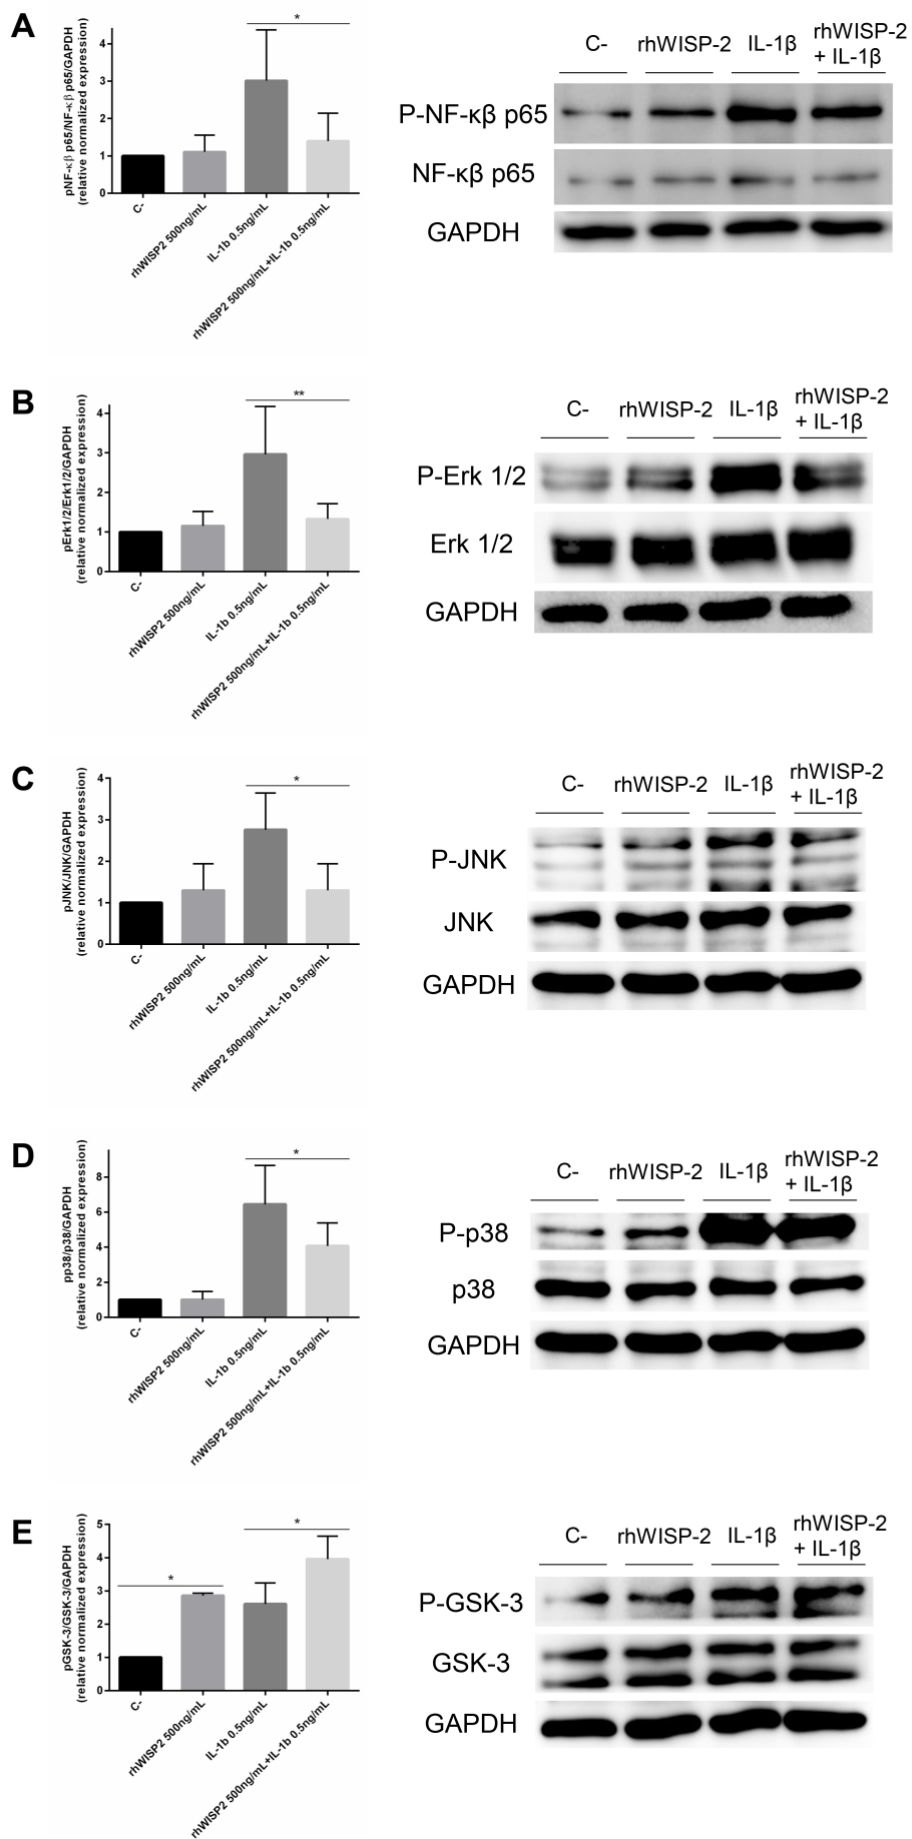 A
pNF-κβ p65/NF-κβ p65/GAPDH
(relative normalized expression)
4
3
2
1
0
*
C-
rhWISP2 500ng/mL
IL-1b 0.5ng/mL
rhWISP2 500ng/mL+IL-1b 0.5ng/mL
C-
rhWISP-2
IL-1β
rhWISP-2
+ IL-1β
P-NF-κβ p65
NF-κβ p65
GAPDH
B
pErk1/2/Erk1/2/GAPDH
(relative normalized expression)
4
3
2
1
0
**
C-
rhWISP2 500ng/mL
IL-1b 0.5ng/mL
rhWISP2 500ng/mL+IL-1b 0.5ng/mL
C-
rhWISP-2
IL-1β
rhWISP-2
+ IL-1β
P-Erk 1/2
Erk 1/2
GAPDH
C
pJNK/JNK/GAPDH
(relative normalized expression)
4
3
2
1
0
*
C-
rhWISP2 500ng/mL
IL-1b 0.5ng/mL
rhWISP2 500ng/mL+IL-1b 0.5ng/mL
C-
rhWISP-2
IL-1β
rhWISP-2
+ IL-1β
P-JNK
JNK
GAPDH
D
pp38/p38/GAPDH
(relative normalized expression)
8
6
4
2
0
*
C-
rhWISP2 500ng/mL
IL-1b 0.5ng/mL
rhWISP2 500ng/mL+IL-1b 0.5ng/mL
C-
rhWISP-2
IL-1β
rhWISP-2
+ IL-1β
P-p38
p38
GAPDH
E
pGSK-3/GSK-3/GAPDH
(relative normalized expression)
5
4
3
2
1
0
*
*
C-
rhWISP2 500ng/mL
IL-1b 0.5ng/mL
rhWISP2 500ng/mL+IL-1b 0.5ng/mL
C-
rhWISP-2
IL-1β
rhWISP-2
+ IL-1β
P-GSK-3
GSK-3
GAPDH